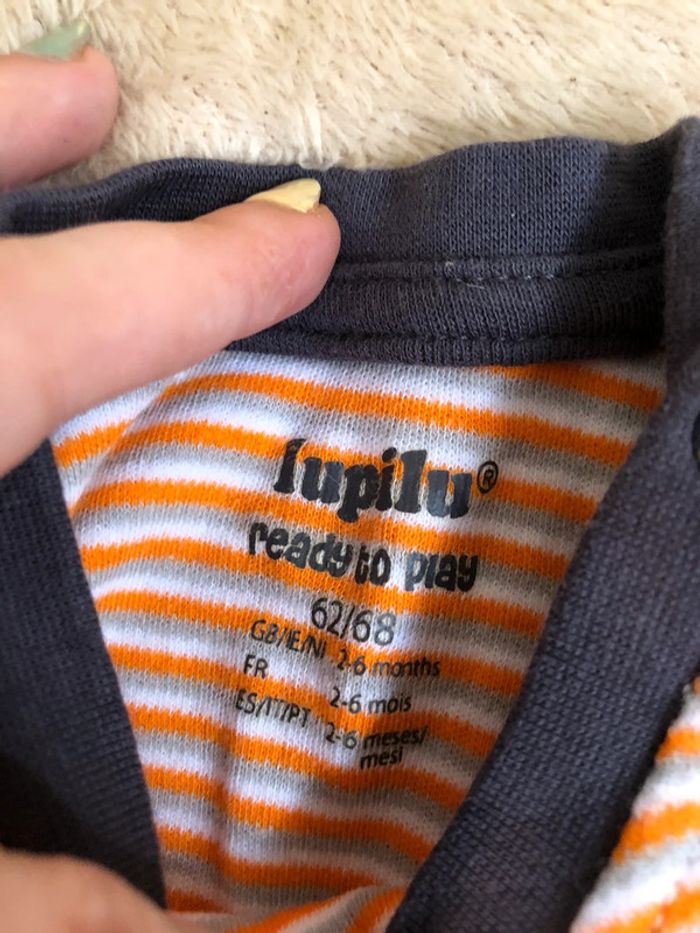 lupilu®
ready to play
62/68
GB/IE/NI 2-6 months
FR 2-6 mois
ES/IT/PT 2-6 meses/
mesi